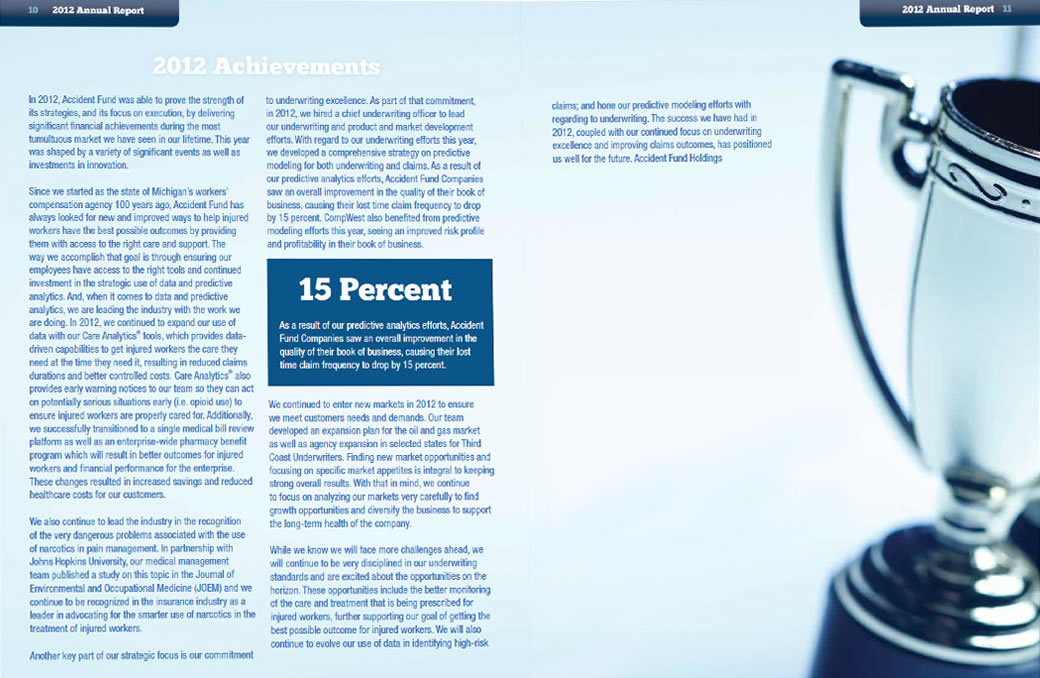 10 2012 Annual Report
2012 Annual Report 11
2012 Achievements
In 2012, Accident Fund was able to prove the strength of
its strategies, and its focus on execution, by delivering
significant financial achievements during the most
tumultuous market we have seen in our lifetime. This year
was shaped by a variety of significant events as well as
investments in innovation.
Since we started as the state of Michigan's workers'
compensation agency 100 years ago, Accident Fund has
always looked for new and improved ways to help injured
workers have the best possible outcomes by providing
them with access to the right care and support. The
way we accomplish that goal is through ensuring our
employees have access to the right tools and continued
investment in the strategic use of data and predictive
analytics. And, when it comes to data and predictive
analytics, we are leading the industry with the work we
are doing. In 2012, we continued to expand our use of
data with our Care Analytics® tools, which provides data-
driven capabilities to get injured workers the care they
need at the time they need it, resulting in reduced claims
durations and better controlled costs. Care Analytics® also
provides early warning notices to our team so they can act
on potentially serious situations early (i.e. opioid use) to
ensure injured workers are properly cared for. Additionally,
we successfully transitioned to a single medical bill review
platform as well as an enterprise-wide pharmacy benefit
program which will result in better outcomes for injured
workers and financial performance for the enterprise.
These changes resulted in increased savings and reduced
healthcare costs for our customers.
We also continue to lead the industry in the recognition
of the very dangerous problems associated with the use
of narcotics in pain management. In partnership with
Johns Hopkins University, our medical management
team published a study on this topic in the Journal of
Environmental and Occupational Medicine (JOEM) and we
continue to be recognized in the insurance industry as a
leader in advocating for the smarter use of narcotics in the
treatment of injured workers.
Another key part of our strategic focus is our commitment
to underwriting excellence. As part of that commitment,
in 2012, we hired a chief underwriting officer to lead
our underwriting and product and market development
efforts. With regard to our underwriting efforts this year,
we developed a comprehensive strategy on predictive
modeling for both underwriting and claims. As a result of
our predictive analytics efforts, Accident Fund Companies
saw an overall improvement in the quality of their book of
business, causing their lost time claim frequency to drop
by 15 percent. CompWest also benefited from predictive
modeling efforts this year, seeing an improved risk profile
and profitability in their book of business.
15 Percent
As a result of our predictive analytics efforts, Accident
Fund Companies saw an overall improvement in the
quality of their book of business, causing their lost
time claim frequency to drop by 15 percent.
We continued to enter new markets in 2012 to ensure
we meet customers needs and demands. Our team
developed an expansion plan for the oil and gas market
as well as agency expansion in selected states for Third
Coast Underwriters. Finding new market opportunities and
focusing on specific market appetites is integral to keeping
strong overall results. With that in mind, we continue
to focus on analyzing our markets very carefully to find
growth opportunities and diversify the business to support
the long-term health of the company.
While we know we will face more challenges ahead, we
will continue to be very disciplined in our underwriting
standards and are excited about the opportunities on the
horizon. These opportunities include the better monitoring
of the care and treatment that is being prescribed for
injured workers, further supporting our goal of getting the
best possible outcome for injured workers. We will also
continue to evolve our use of data in identifying high-risk
claims; and hone our predictive modeling efforts with
regarding to underwriting. The success we have had in
2012, coupled with our continued focus on underwriting
excellence and improving claims outcomes, has positioned
us well for the future. Accident Fund Holdings